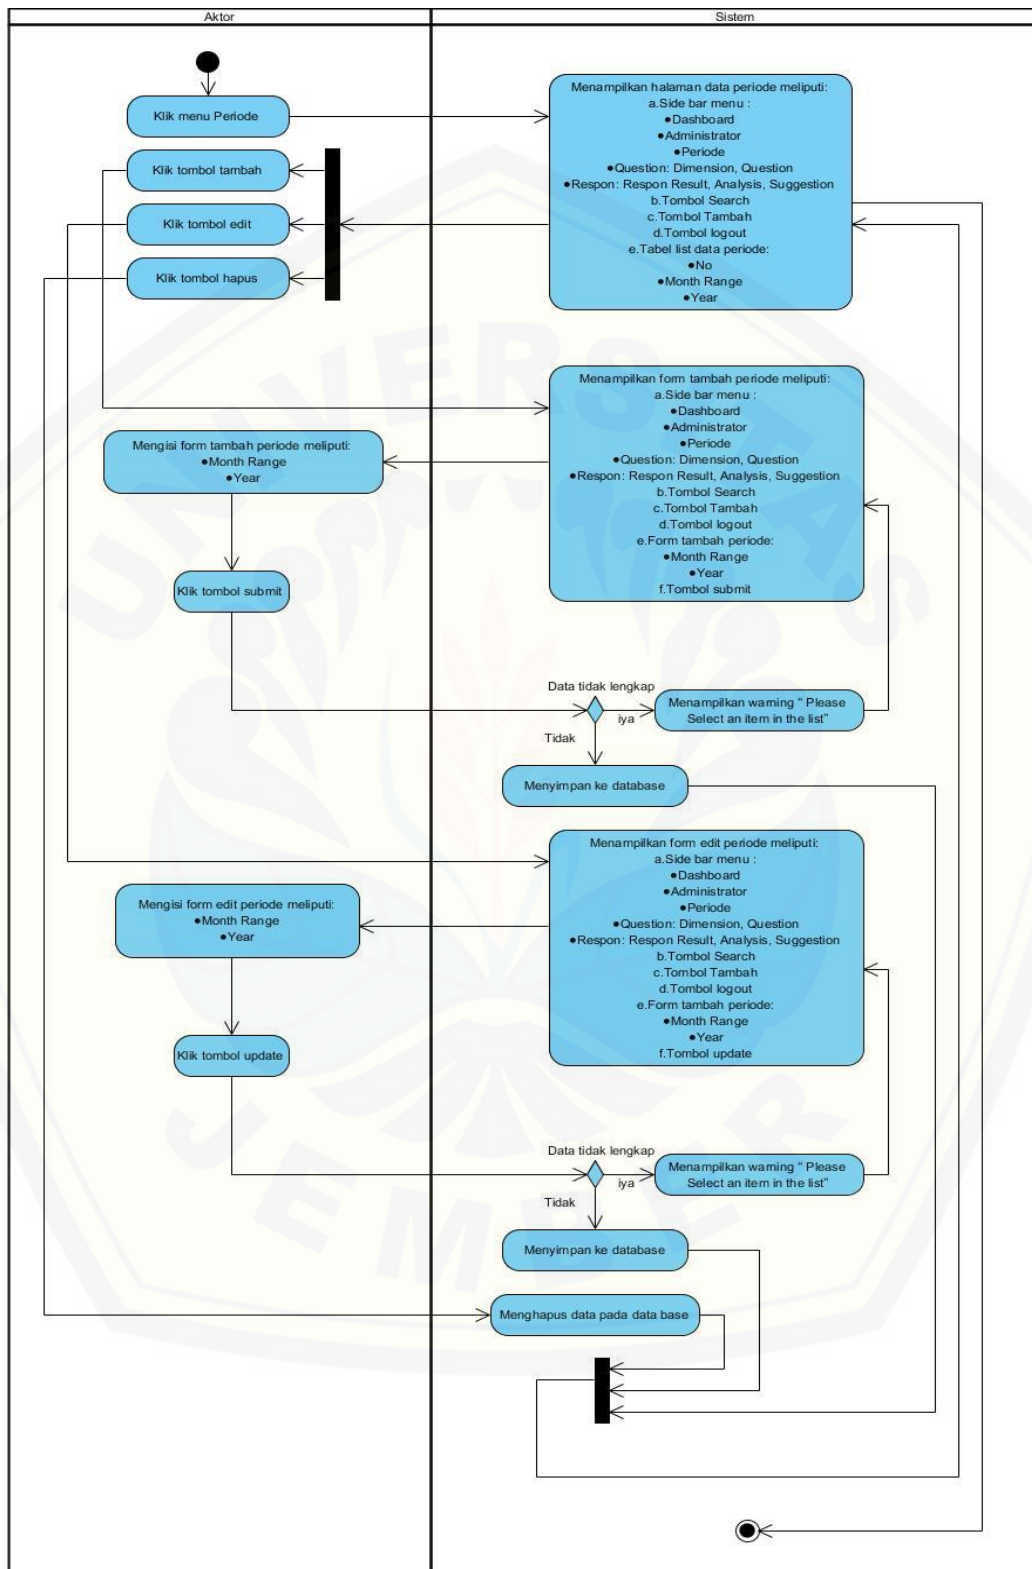 Aktor
Sistem
Klik menu Periode
Menampilkan halaman data periode meliputi:
a.Side bar menu :
●Dashboard
●Administrator
●Periode
●Question: Dimension, Question
●Respon: Respon Result, Analysis, Suggestion
b.Tombol Search
c.Tombol Tambah
d.Tombol logout
e.Tabel list data periode:
●No
●Month Range
●Year
Klik tombol tambah
Klik tombol edit
Klik tombol hapus
Menampilkan form tambah periode meliputi:
a.Side bar menu :
●Dashboard
●Administrator
●Periode
●Question: Dimension, Question
●Respon: Respon Result, Analysis, Suggestion
b.Tombol Search
c.Tombol Tambah
d.Tombol logout
e.Form tambah periode:
●Month Range
●Year
f.Tombol submit
Mengisi form tambah periode meliputi:
●Month Range
●Year
Klik tombol submit
Data tidak lengkap
iya
Tidak
Menampilkan warning “ Please
Select an item in the list”
Menyimpan ke database
Menampilkan form edit periode meliputi:
a.Side bar menu :
●Dashboard
●Administrator
●Periode
●Question: Dimension, Question
●Respon: Respon Result, Analysis, Suggestion
b.Tombol Search
c.Tombol Tambah
d.Tombol logout
e.Form tambah periode:
●Month Range
●Year
f.Tombol update
Mengisi form edit periode meliputi:
●Month Range
●Year
Klik tombol update
Data tidak lengkap
iya
Tidak
Menampilkan warning “ Please
Select an item in the list”
Menyimpan ke database
Menghapus data pada data base
UNIVERSITAS
JEMBER